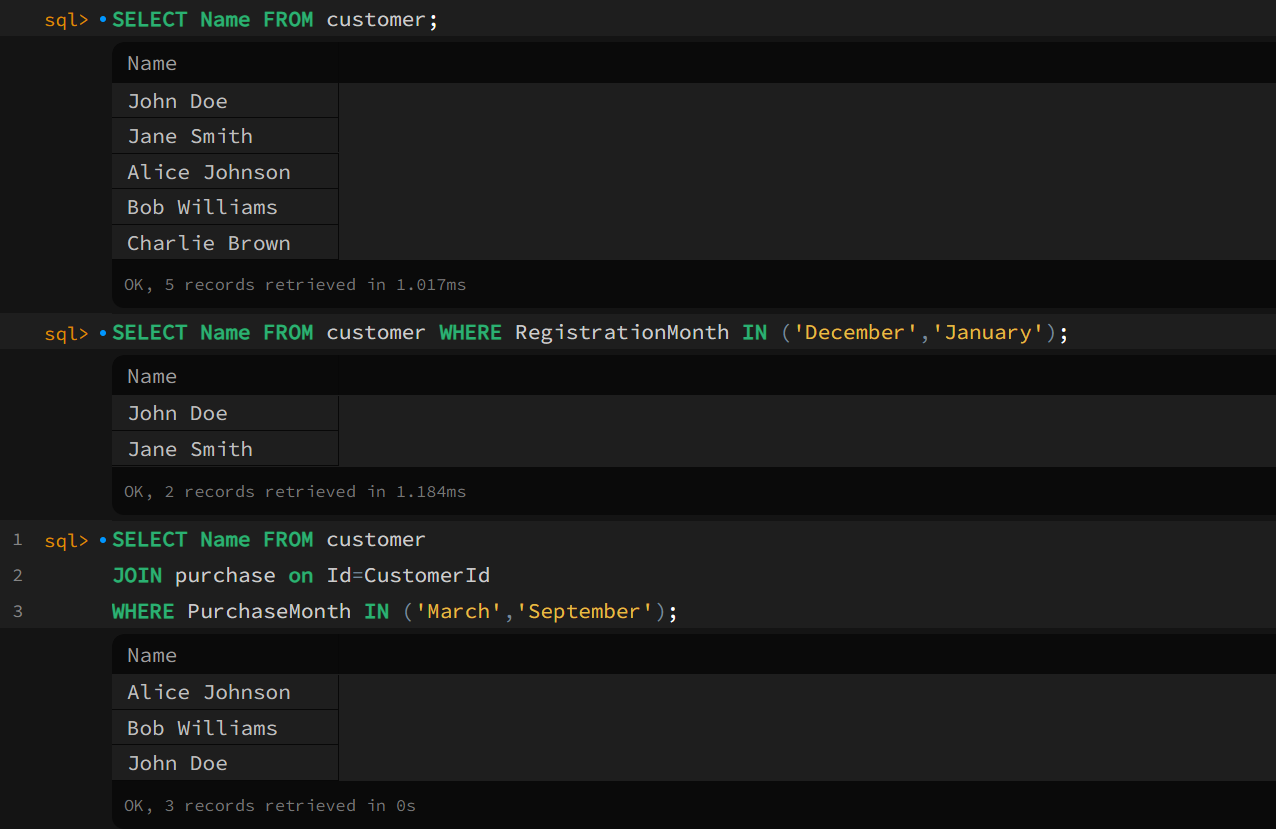 sql> •SELECT Name FROM customer;
Name
John Doe
Jane Smith
Alice Johnson
Bob Williams
Charlie Brown
OK, 5 records retrieved in 1.017ms
sql> •SELECT Name FROM customer WHERE RegistrationMonth IN ('December','January');
Name
John Doe
Jane Smith
OK, 2 records retrieved in 1.184ms
1 sql> •SELECT Name FROM customer
2 JOIN purchase on Id=CustomerId
3 WHERE PurchaseMonth IN ('March','September');
Name
Alice Johnson
Bob Williams
John Doe
OK, 3 records retrieved in 0s